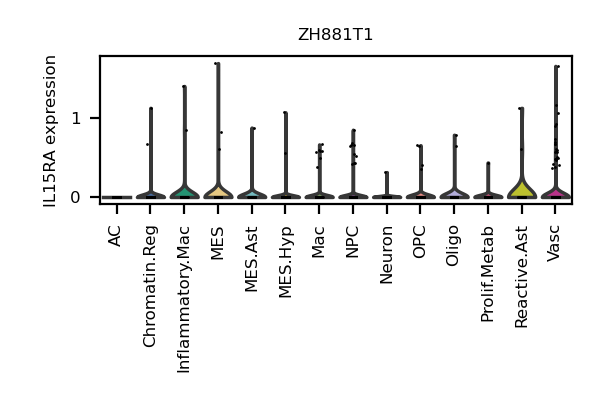 ZH881T1
IL15RA expression
1
0
AC
Chromatin.Reg
Inflammatory.Mac
MES
MES.Ast
MES.Hyp
Mac
NPC
Neuron
OPC
Oligo
Prolif.Metab
Reactive.Ast
Vasc